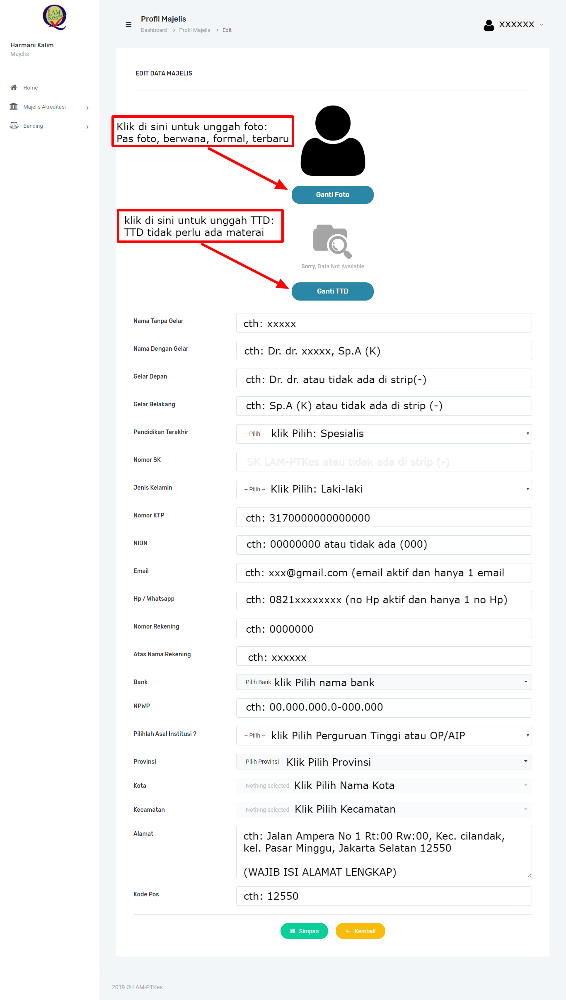 LAM
Kes
Harmani Kalim
Majelis
Home
Majelis Akreditasi
Banding
Profil Majelis
Dashboard > Profil Majelis > Edit
XXXXXX
EDIT DATA MAJELIS
Klik di sini untuk unggah foto:
Pas foto, berwana, formal, terbaru
Ganti Foto
klik di sini untuk unggah TTD:
TTD tidak perlu ada materai
Sorry, Data Not Available
Ganti TTD
Nama Tanpa Gelar cth: xxxxx
Nama Dengan Gelar cth: Dr. dr. xxxxx, Sp.A (K)
Gelar Depan cth: Dr. dr. atau tidak ada di strip(-)
Gelar Belakang cth: Sp.A (K) atau tidak ada di strip (-)
Pendidikan Terakhir -- Pilih -- klik Pilih: Spesialis
Nomor SK SK LAM-PTKes atau tidak ada di strip (-)
Jenis Kelamin -- Pilih -- Klik Pilih: Laki-laki
Nomor KTP cth: 3170000000000000
NIDN cth: 00000000 atau tidak ada (000)
Email cth: xxx@gmail.com (email aktif dan hanya 1 email
Hp / Whatsapp cth: 0821xxxxxxxx (no Hp aktif dan hanya 1 no Hp)
Nomor Rekening cth: 0000000
Atas Nama Rekening cth: xxxxxx
Bank Pilih Bank klik Pilih nama bank
NPWP cth: 00.000.000.0-000.000
Pilihlah Asal Institusi ? -- Pilih -- klik Pilih Perguruan Tinggi atau OP/AIP
Provinsi Pilih Provinsi Klik Pilih Provinsi
Kota Nothing selected Klik Pilih Nama Kota
Kecamatan Nothing selected Klik Pilih Kecamatan
Alamat cth: Jalan Ampera No 1 Rt:00 Rw:00, Kec. cilandak,
kel. Pasar Minggu, Jakarta Selatan 12550
(WAJIB ISI ALAMAT LENGKAP)
Kode Pos cth: 12550
Simpan
Kembali
2019 © LAM-PTKes